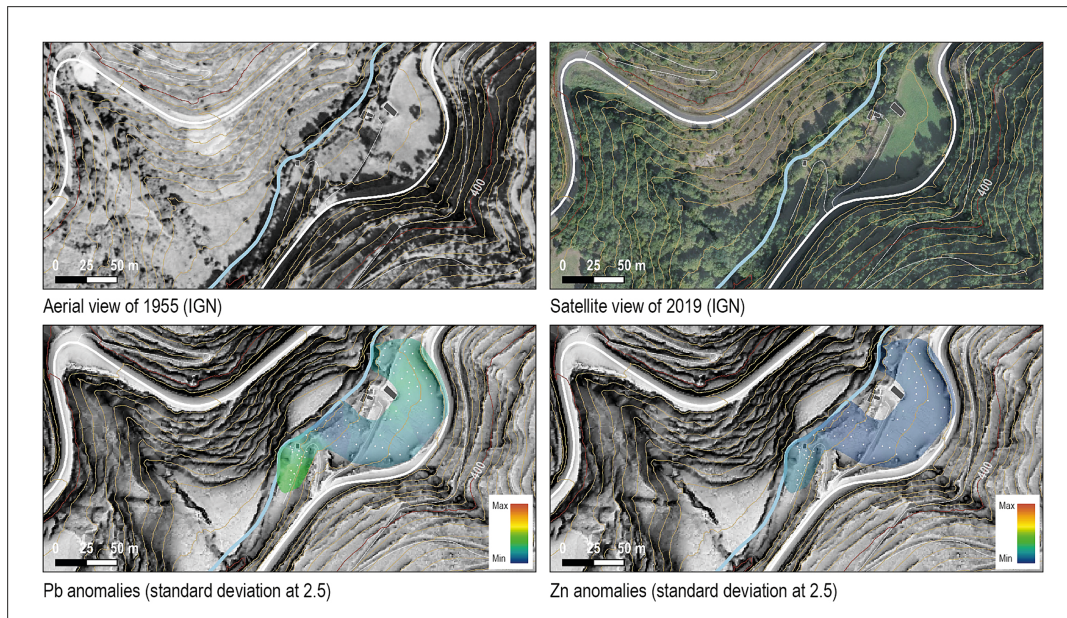 400
0 25 50 m
Aerial view of 1955 (IGN)
400
0 25 50 m
Satellite view of 2019 (IGN)
400
0 25 50 m
Max
Min
Pb anomalies (standard deviation at 2.5)
400
0 25 50 m
Max
Min
Zn anomalies (standard deviation at 2.5)